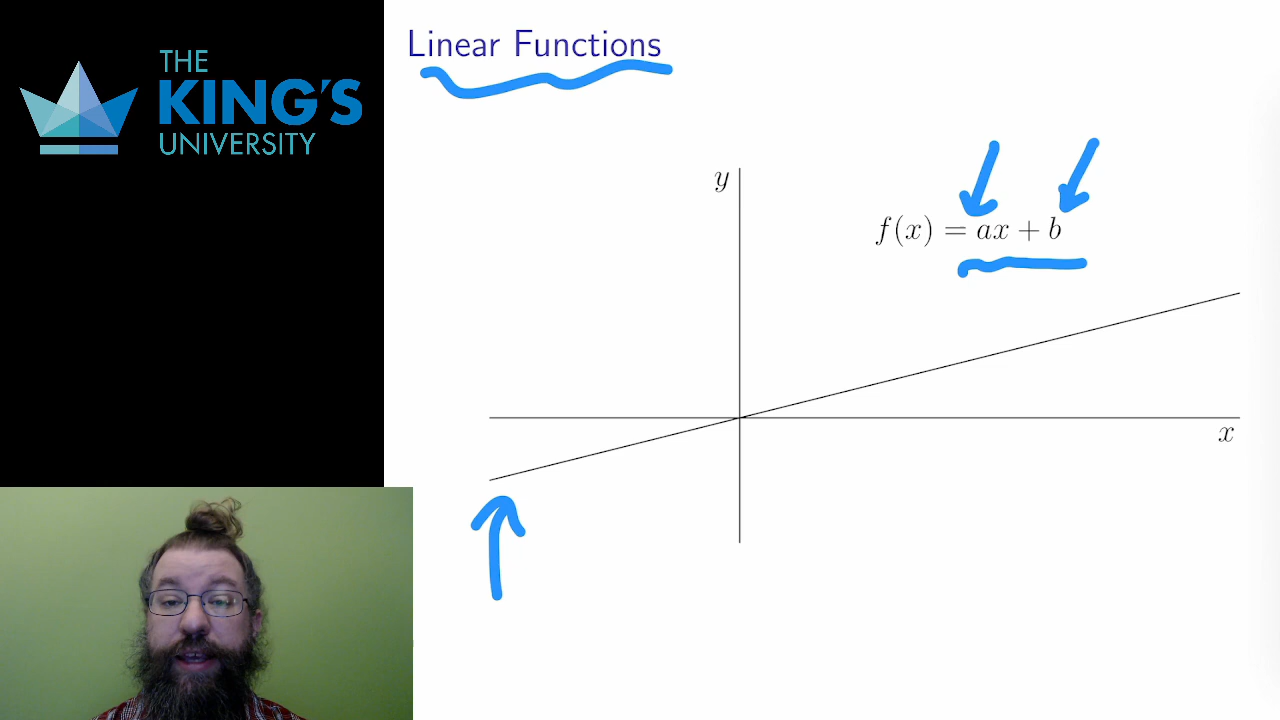 THE
KING'S
UNIVERSITY
Linear Functions
y
f(x) = ax + b
x